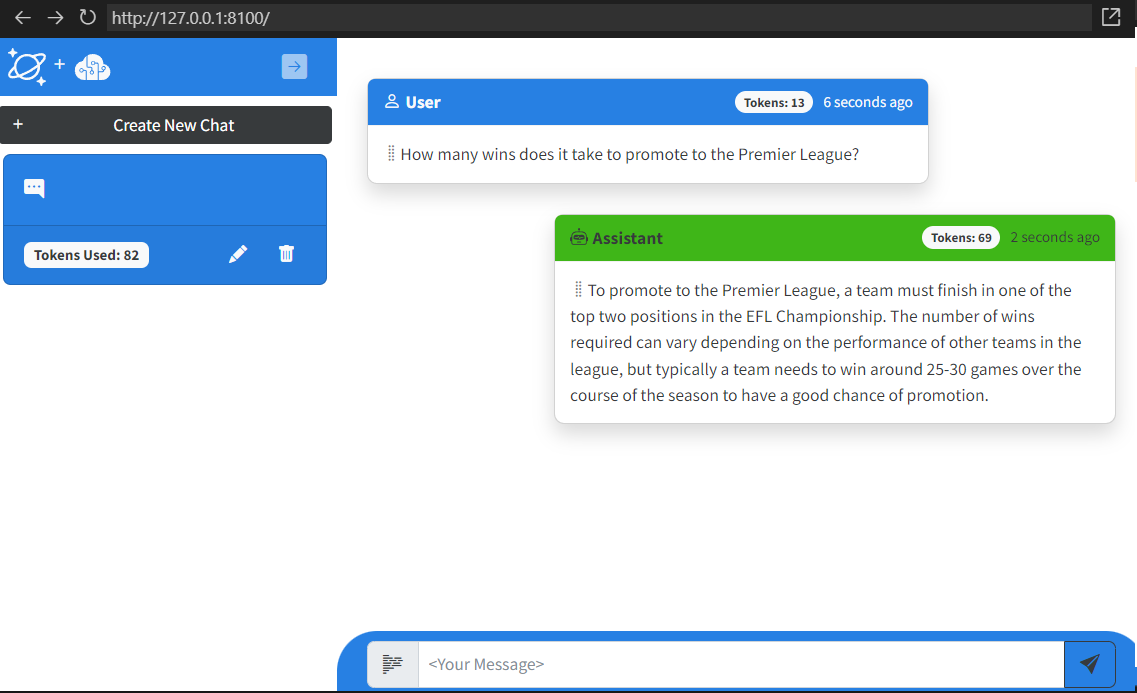 http://127.0.0.1:8100/
+
+ Create New Chat
Tokens Used: 82
User Tokens: 13 6 seconds ago
How many wins does it take to promote to the Premier League?
Assistant Tokens: 69 2 seconds ago
To promote to the Premier League, a team must finish in one of the
top two positions in the EFL Championship. The number of wins
required can vary depending on the performance of other teams in the
league, but typically a team needs to win around 25-30 games over the
course of the season to have a good chance of promotion.
<Your Message>